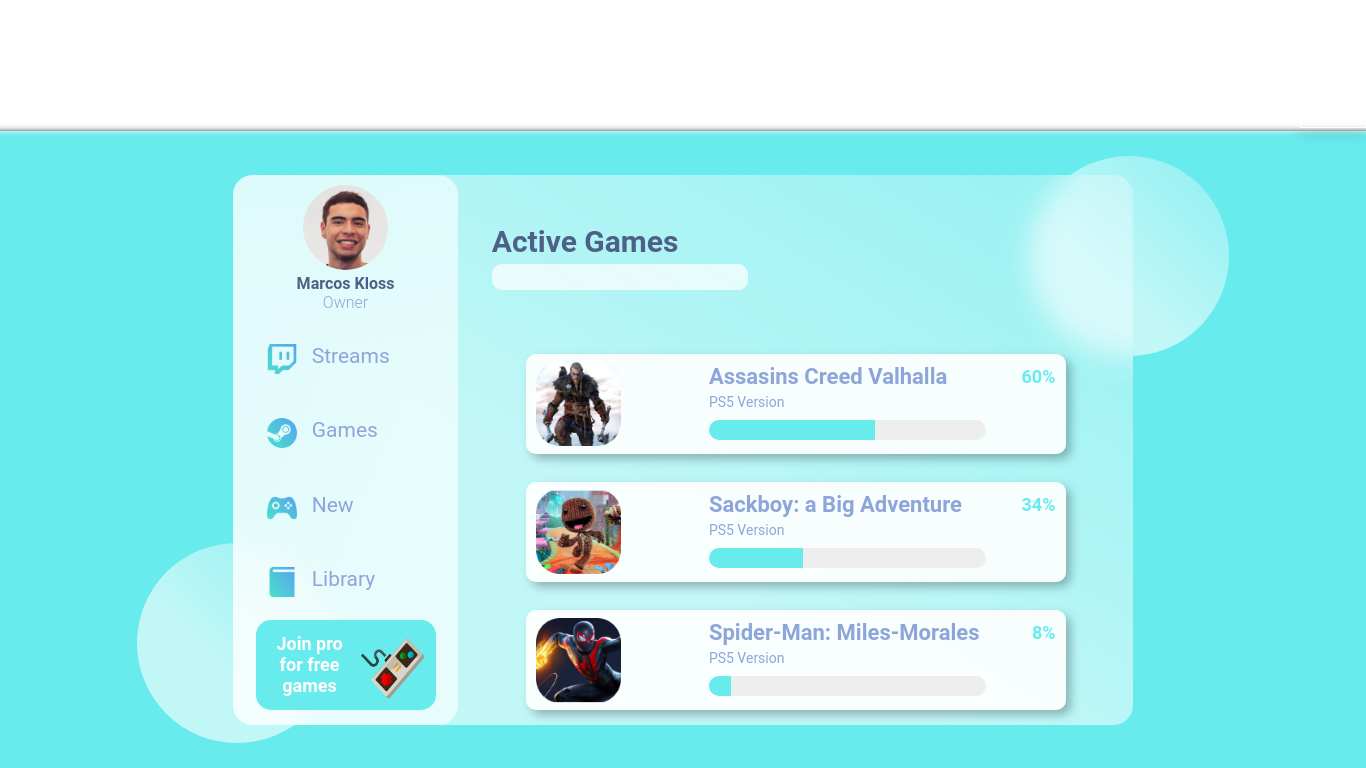 Marcos Kloss
Owner
Streams
Games
New
Library
Join pro
for free
games
Active Games
Assasins Creed Valhalla
60%
PS5 Version
Sackboy: a Big Adventure
34%
PS5 Version
Spider-Man: Miles-Morales
8%
PS5 Version